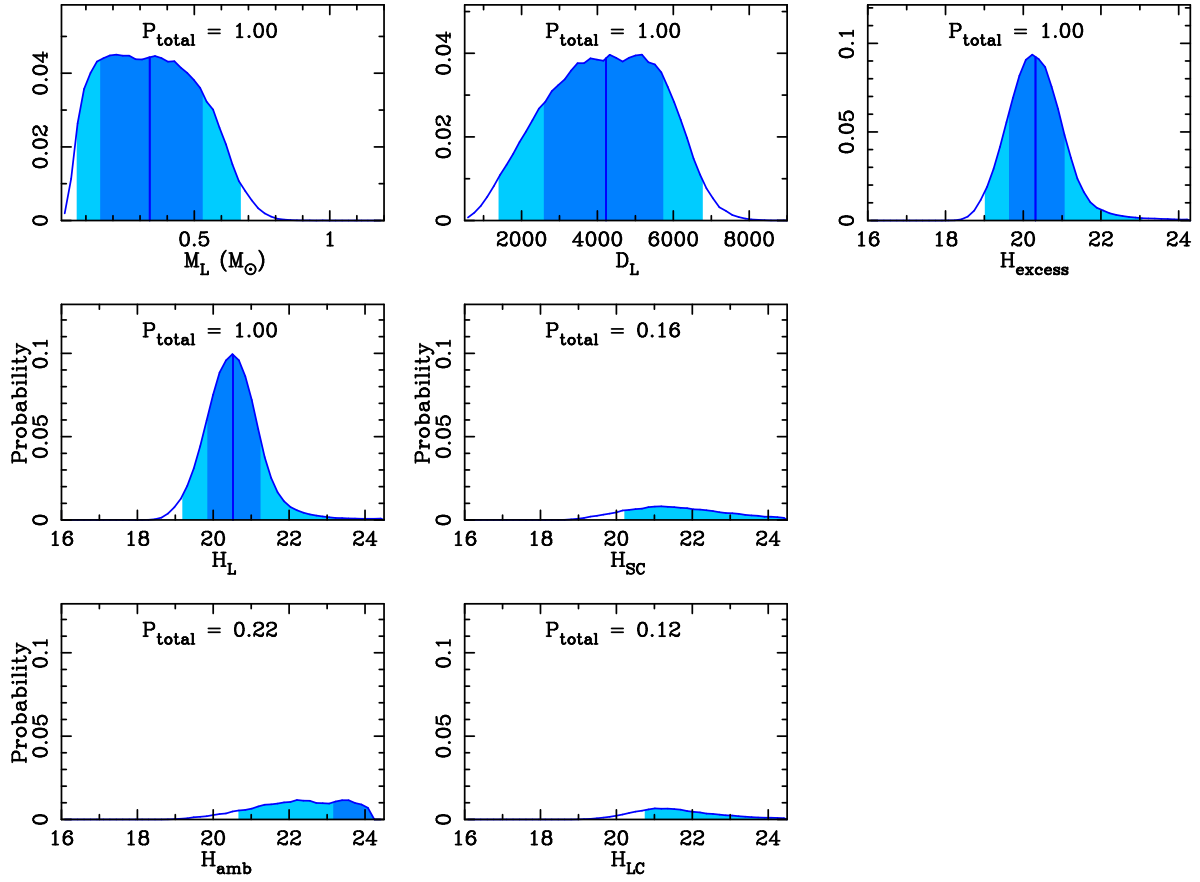 P_total = 1.00
0 0.02 0.04
0.5 1
M_L (M_⊙)
P_total = 1.00
0 0.02 0.04
2000 4000 6000 8000
D_L
P_total = 1.00
0 0.05 0.1
16 18 20 22 24
H_excess
P_total = 1.00
Probability
0 0.05 0.1
16 18 20 22 24
H_L
P_total = 0.16
Probability
0 0.05 0.1
16 18 20 22 24
H_SC
P_total = 0.22
Probability
0 0.05 0.1
16 18 20 22 24
H_amb
P_total = 0.12
0 0.05 0.1
16 18 20 22 24
H_LC